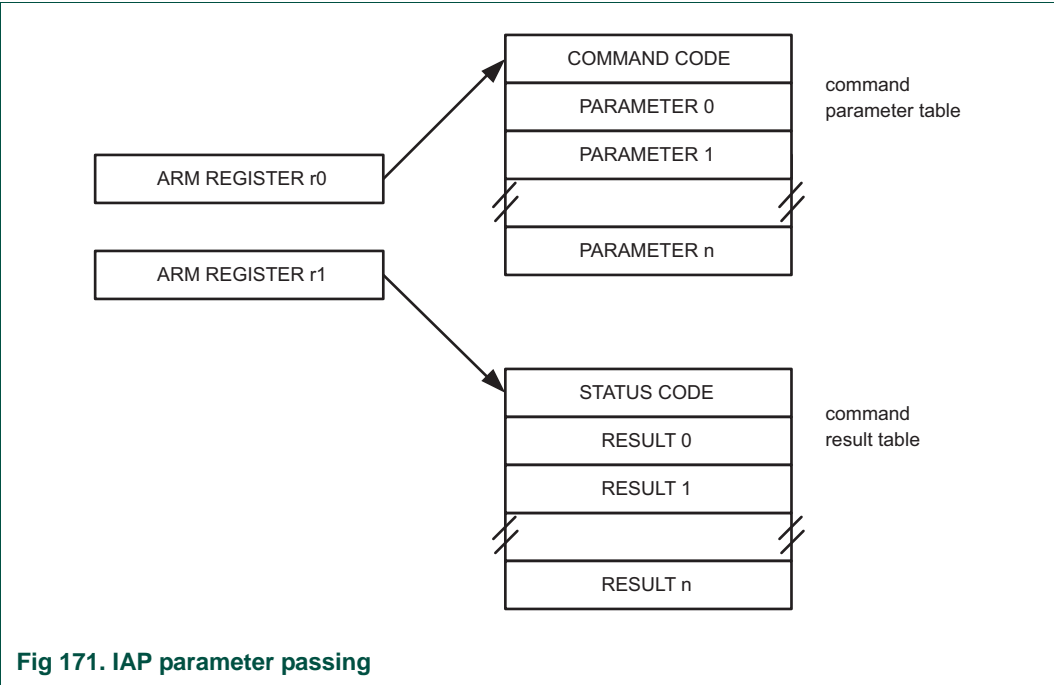 COMMAND CODE
PARAMETER 0
PARAMETER 1
PARAMETER n
command
parameter table
ARM REGISTER r0
ARM REGISTER r1
STATUS CODE
RESULT 0
RESULT 1
RESULT n
command
result table
Fig 171. IAP parameter passing